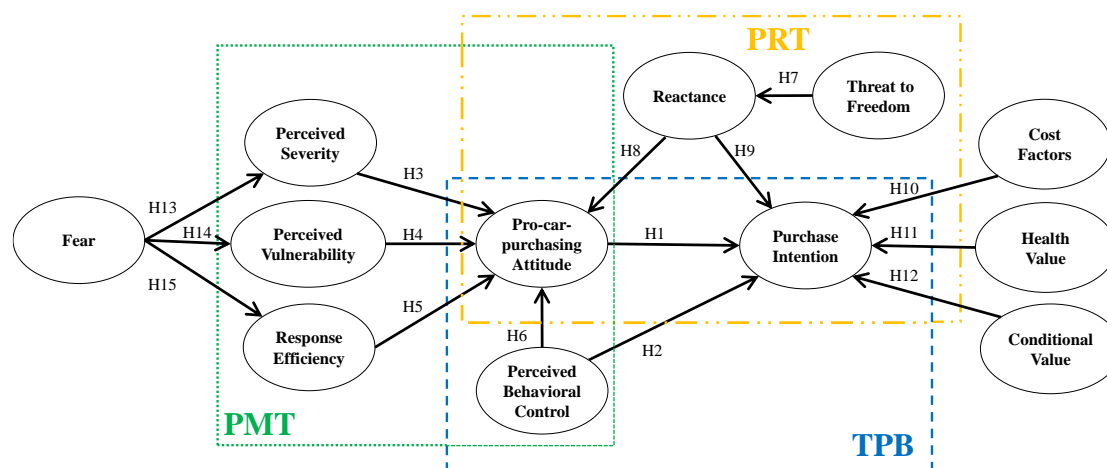 PRT
H7
Reactance
Threat to
Freedom
Perceived
Severity
Cost
Factors
H3
H8
H9
H10
H13
Fear
H14
Perceived
Vulnerability
H4
Pro-car-
purchasing
Attitude
H1
Purchase
Intention
H11
Health
Value
H15
H5
H12
Response
Efficiency
H6
H2
Conditional
Value
Perceived
Behavioral
Control
PMT
TPB